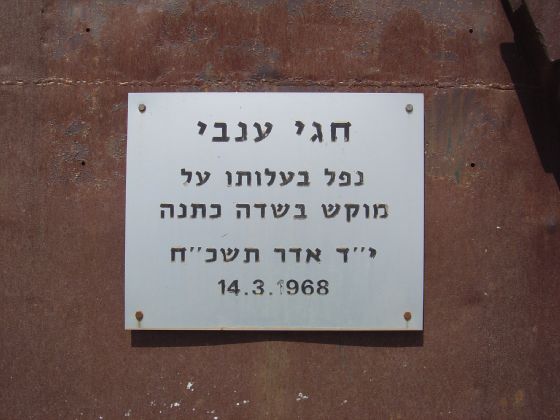 חגי ענבי
נפל בעלותו על
מוקש בשדה כתנה
י״ד אדר תשכ״ח
14.3.1968